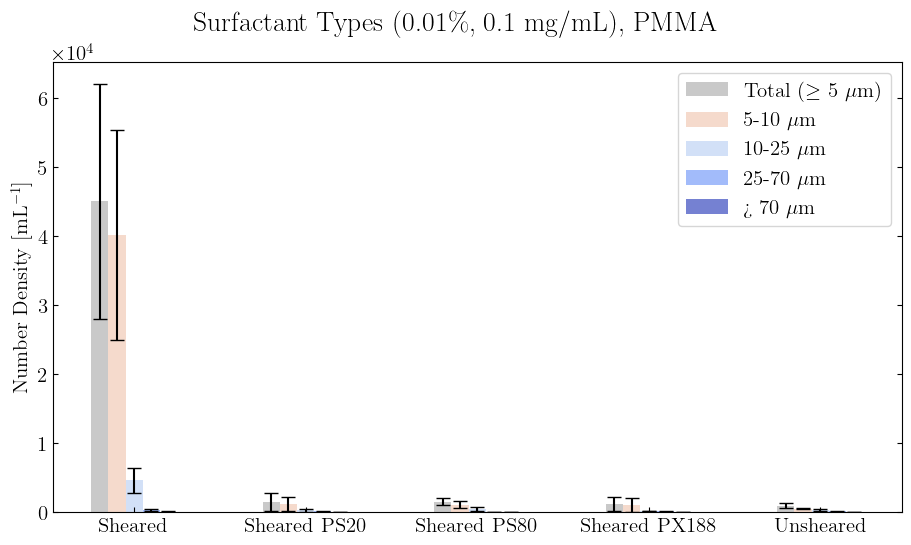 Surfactant Types (0.01%, 0.1 mg/mL), PMMA
×10⁴
Number Density [mL⁻¹]
6
5
4
3
2
1
0
Total (≥ 5 μm)
5-10 μm
10-25 μm
25-70 μm
¿ 70 μm
Sheared
Sheared PS20
Sheared PS80
Sheared PX188
Unsheared